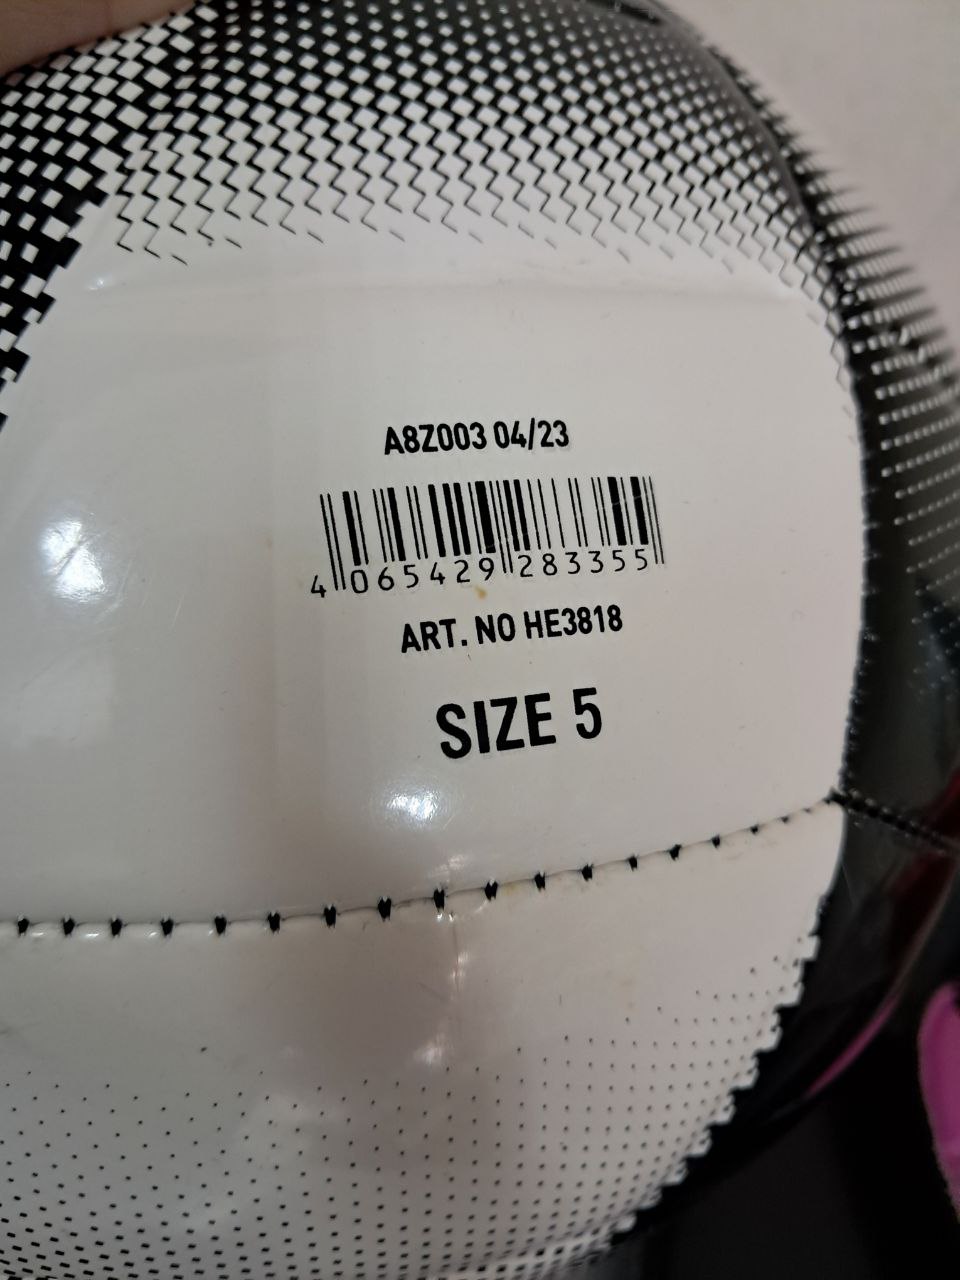 A8Z003 04/23
4 065429 283355
ART. NO HE3818
SIZE 5